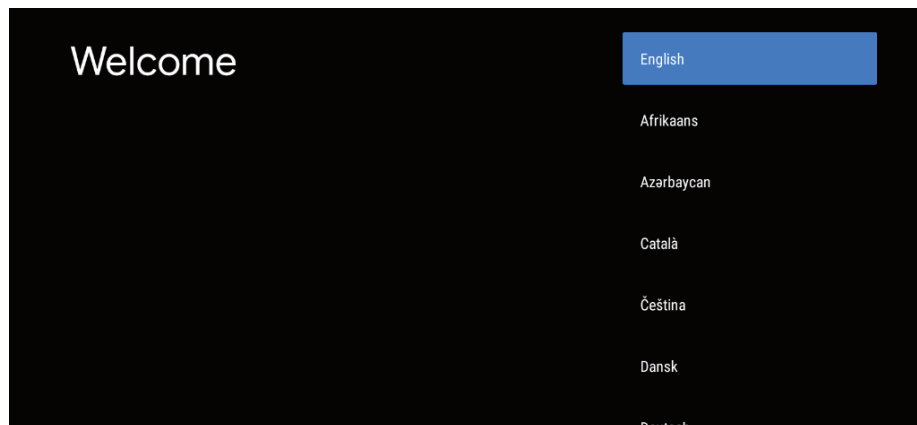 Welcome
English
Afrikaans
Azərbaycan
Català
Čeština
Dansk